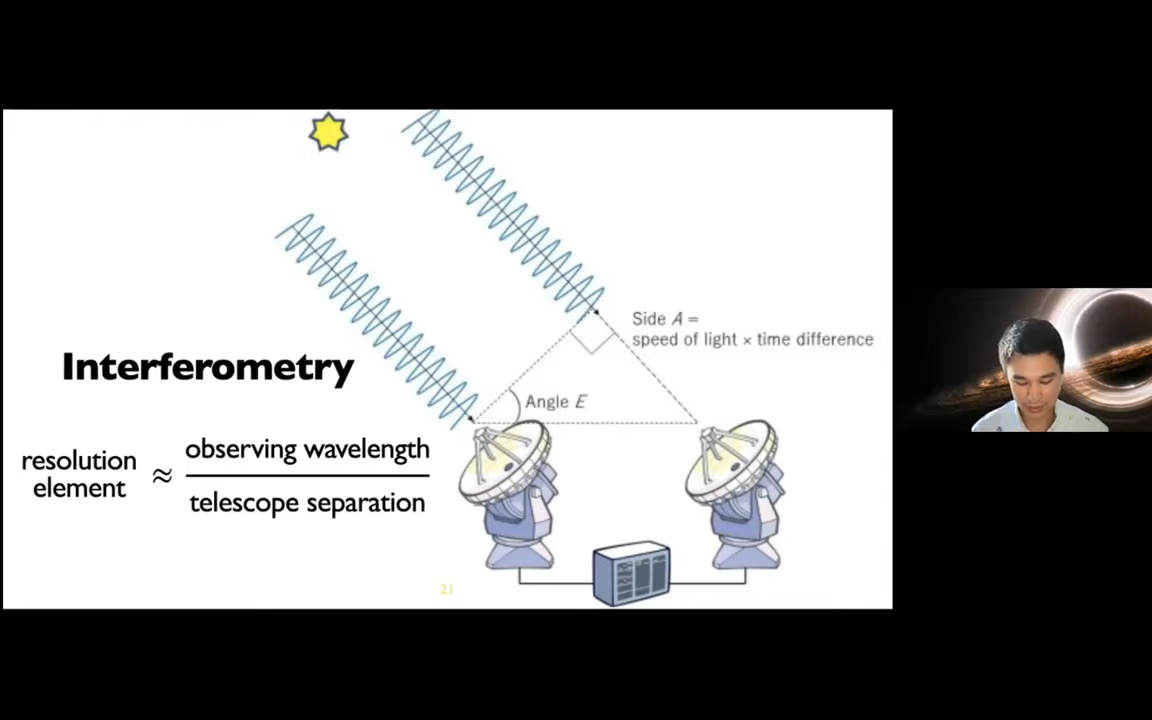 Side A =
speed of light × time difference
Interferometry
Angle E
resolution
element
≈
observing wavelength
telescope separation
21